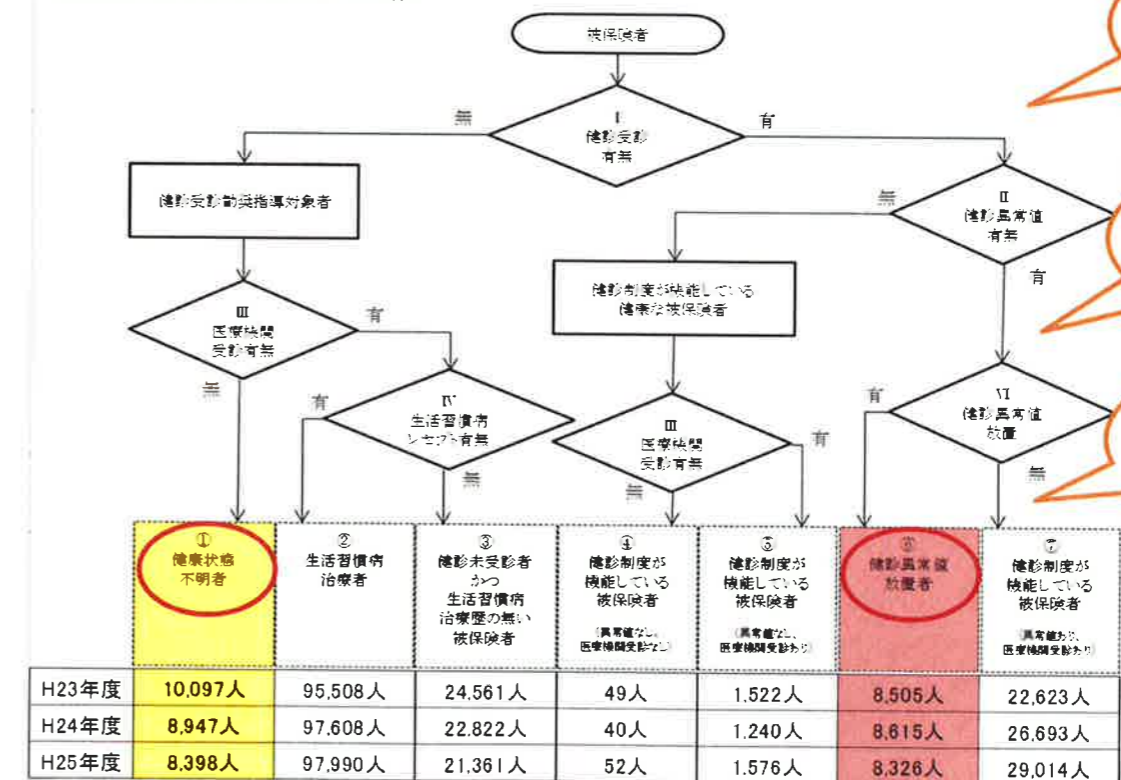 被保険者
I
健診受診
有無
無
有
健診受診勧奨指導対象者
II
健診異常値
有無
無
有
健診制度が機能している
健康な被保険者
III
医療機関
受診有無
有
無
IV
生活習慣病
レセプト有無
有
無
III
医療機関
受診有無
有
無
VI
健診異常値
放置
有
無
①
健康状態
不明者
②
生活習慣病
治療者
③
健診未受診者
かつ
生活習慣病
治療歴の無い
被保険者
④
健診制度が
機能している
被保険者
(異常値なし、
医療機関受診なし)
⑤
健診制度が
機能している
被保険者
(異常値なし、
医療機関受診あり)
⑥
健診異常値
放置者
⑦
健診制度が
機能している
被保険者
(異常値あり、
医療機関受診あり)
H23年度 10,097人 95,508人 24,561人 49人 1,522人 8,505人 22,623人
H24年度 8,947人 97,608人 22,822人 40人 1,240人 8,615人 26,693人
H25年度 8,398人 97,990人 21,361人 52人 1,576人 8,326人 29,014人